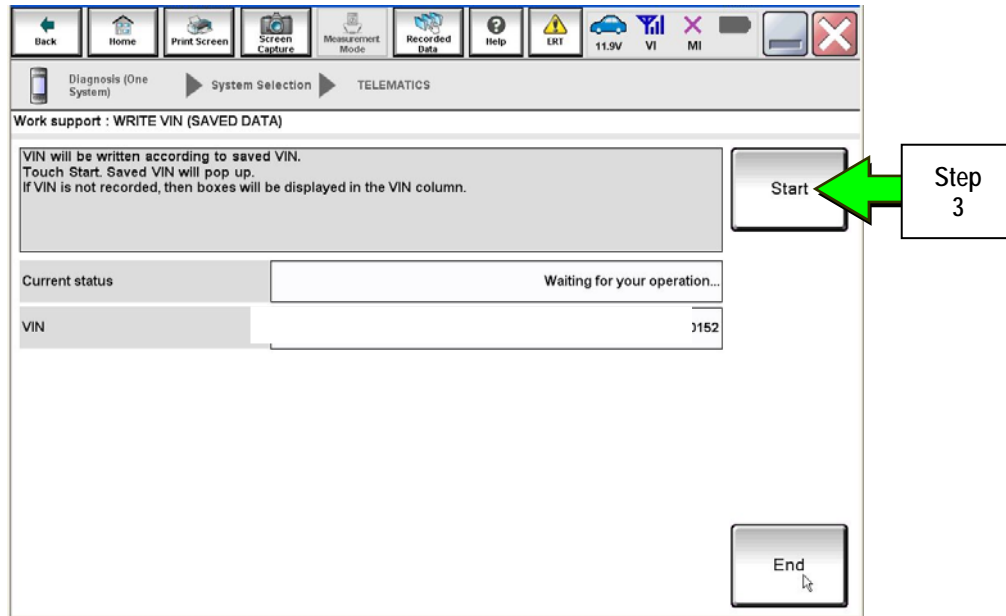 Back
Home
Print Screen
Screen Capture
Measurement Mode
Recorded Data
Help
ERT
11.9V
VI
MI
Diagnosis (One System)
System Selection
TELEMATICS
Work support : WRITE VIN (SAVED DATA)
VIN will be written according to saved VIN.
Touch Start. Saved VIN will pop up.
If VIN is not recorded, then boxes will be displayed in the VIN column.
Start
Step
3
Current status
Waiting for your operation...
VIN
0152
End